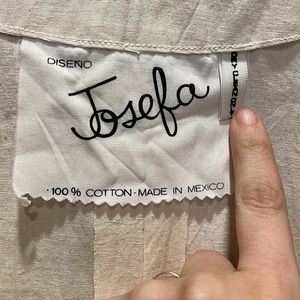 DISEÑO
Josefa
· 100% COTTON - MADE IN MEXICO